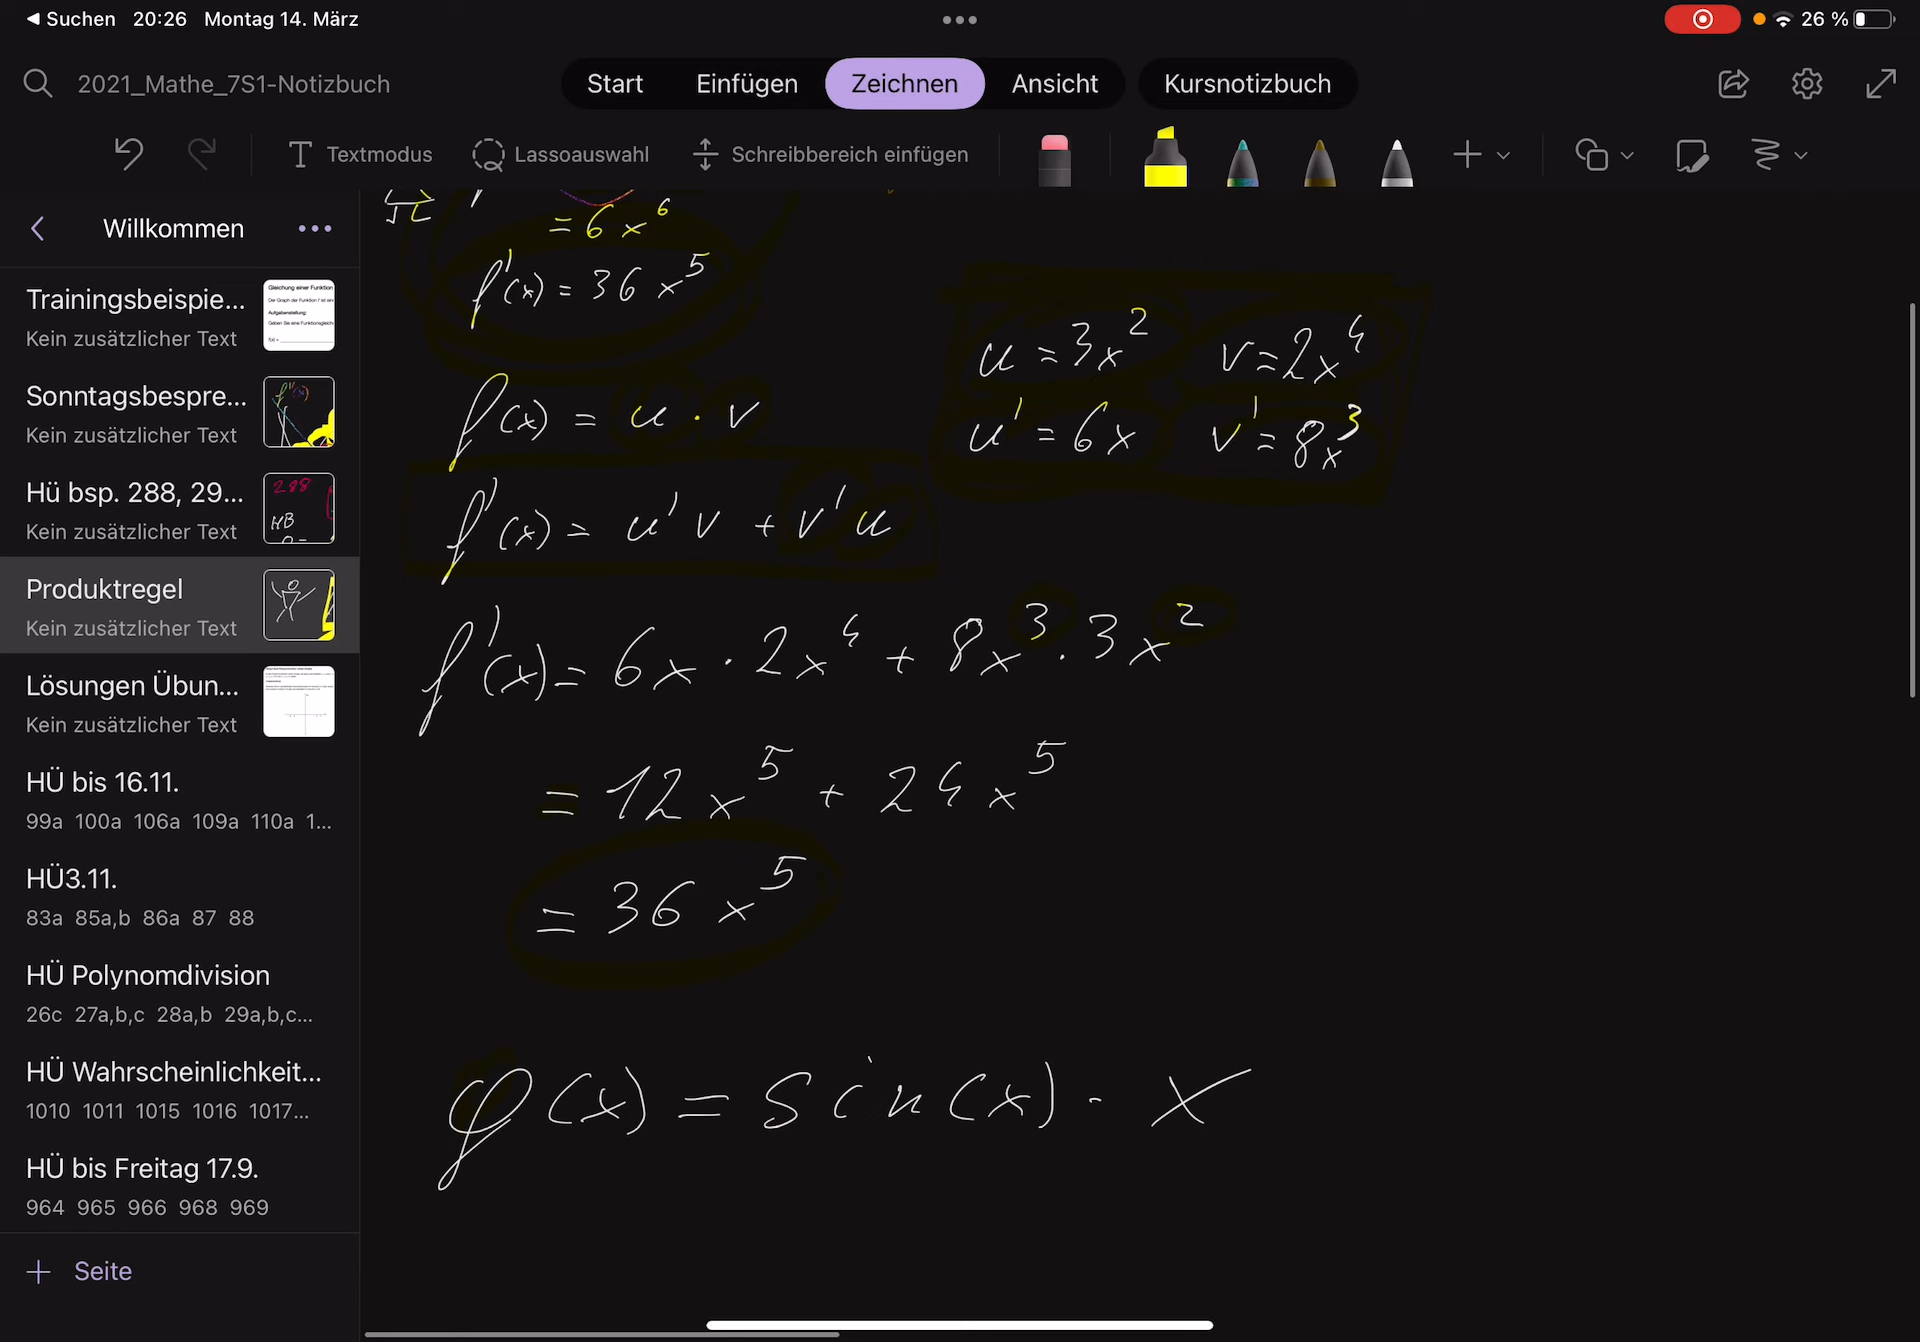 Suchen 20:26 Montag 14. März
26 %
2021_Mathe_7S1-Notizbuch
Start Einfügen Zeichnen Ansicht Kursnotizbuch
Textmodus Lassoauswahl Schreibbereich einfügen
Willkommen
Trainingsbeispie...
Kein zusätzlicher Text
Gleichung einer Funktion
Sonntagsbespre...
Kein zusätzlicher Text
Hü bsp. 288, 29...
Kein zusätzlicher Text
288
HB
Produktregel
Kein zusätzlicher Text
Lösungen Übun...
Kein zusätzlicher Text
HÜ bis 16.11.
99a 100a 106a 109a 110a 1...
HÜ3.11.
83a 85a,b 86a 87 88
HÜ Polynomdivision
26c 27a,b,c 28a,b 29a,b,c...
HÜ Wahrscheinlichkeit...
1010 1011 1015 1016 1017...
HÜ bis Freitag 17.9.
964 965 966 968 969
Seite
= 6x⁶
f'(x) = 36x⁵
u = 3x² v = 2x⁴
u' = 6x v' = 8x³
f(x) = u · v
f'(x) = u'v + v'u
f'(x) = 6x · 2x⁴ + 8x³ · 3x²
= 12x⁵ + 24x⁵
= 36x⁵
f(x) = sin(x) · x